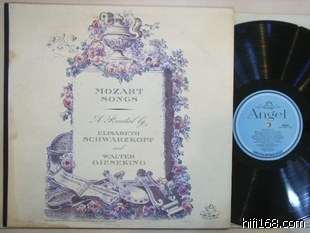 MOZART
SONGS
A Recital by
ELISABETH
SCHWARZKOPF
and
WALTER
GIESEKING
Angel
hifi168.com